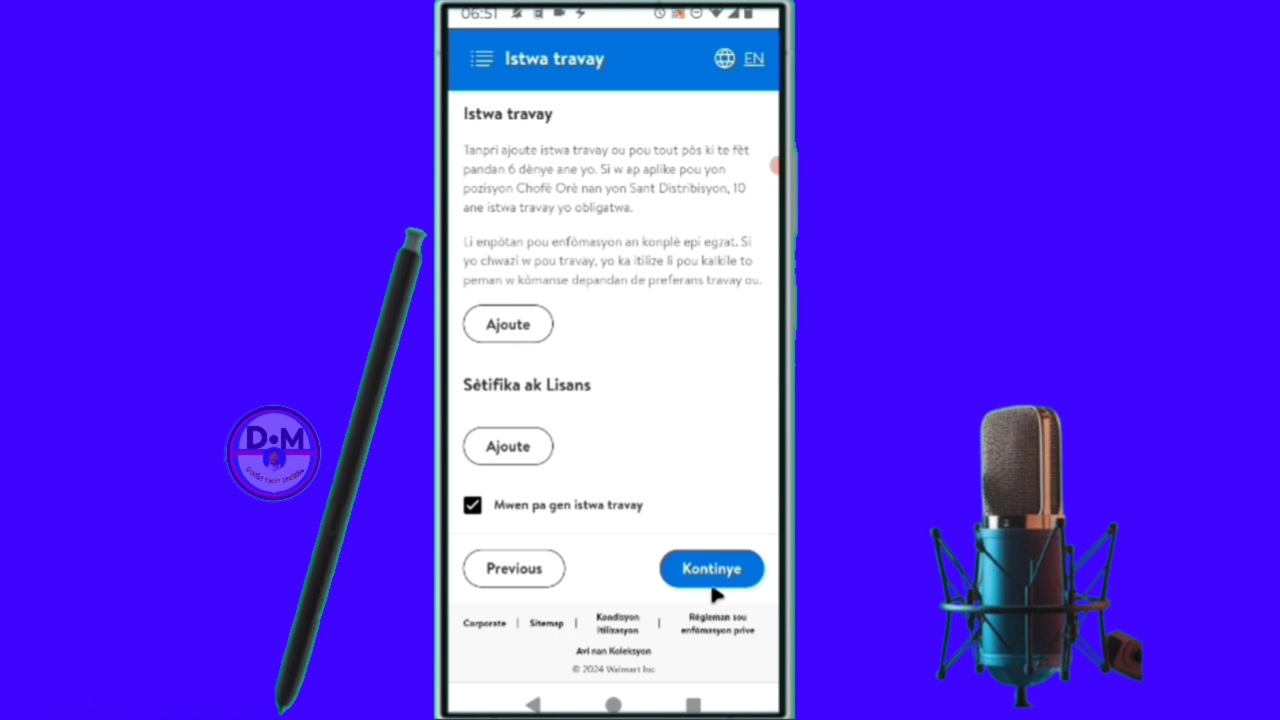 06:51
Istwa travay
EN
Istwa travay
Tanpri ajoute istwa travay ou pou tout pòs ki te fèt
pandan 6 dènye ane yo. Si w ap aplike pou yon
pozisyon Chofè Orè nan yon Sant Distribisyon, 10
ane istwa travay yo obligatwa.
Li enpòtan pou enfòmasyon an konplè epi egzat. Si
yo chwazi w pou travay, yo ka itilize li pou kalkile to
peman w kòmanse depandan de preferans travay ou.
Ajoute
Sètifika ak Lisans
Ajoute
Mwen pa gen istwa travay
Previous
Kontinye
Corporate | Sitemap | Kondisyon Itilizasyon | Règleman sou enfòmasyon prive
Avi nan Koleksyon
© 2024 Walmart Inc
D•M